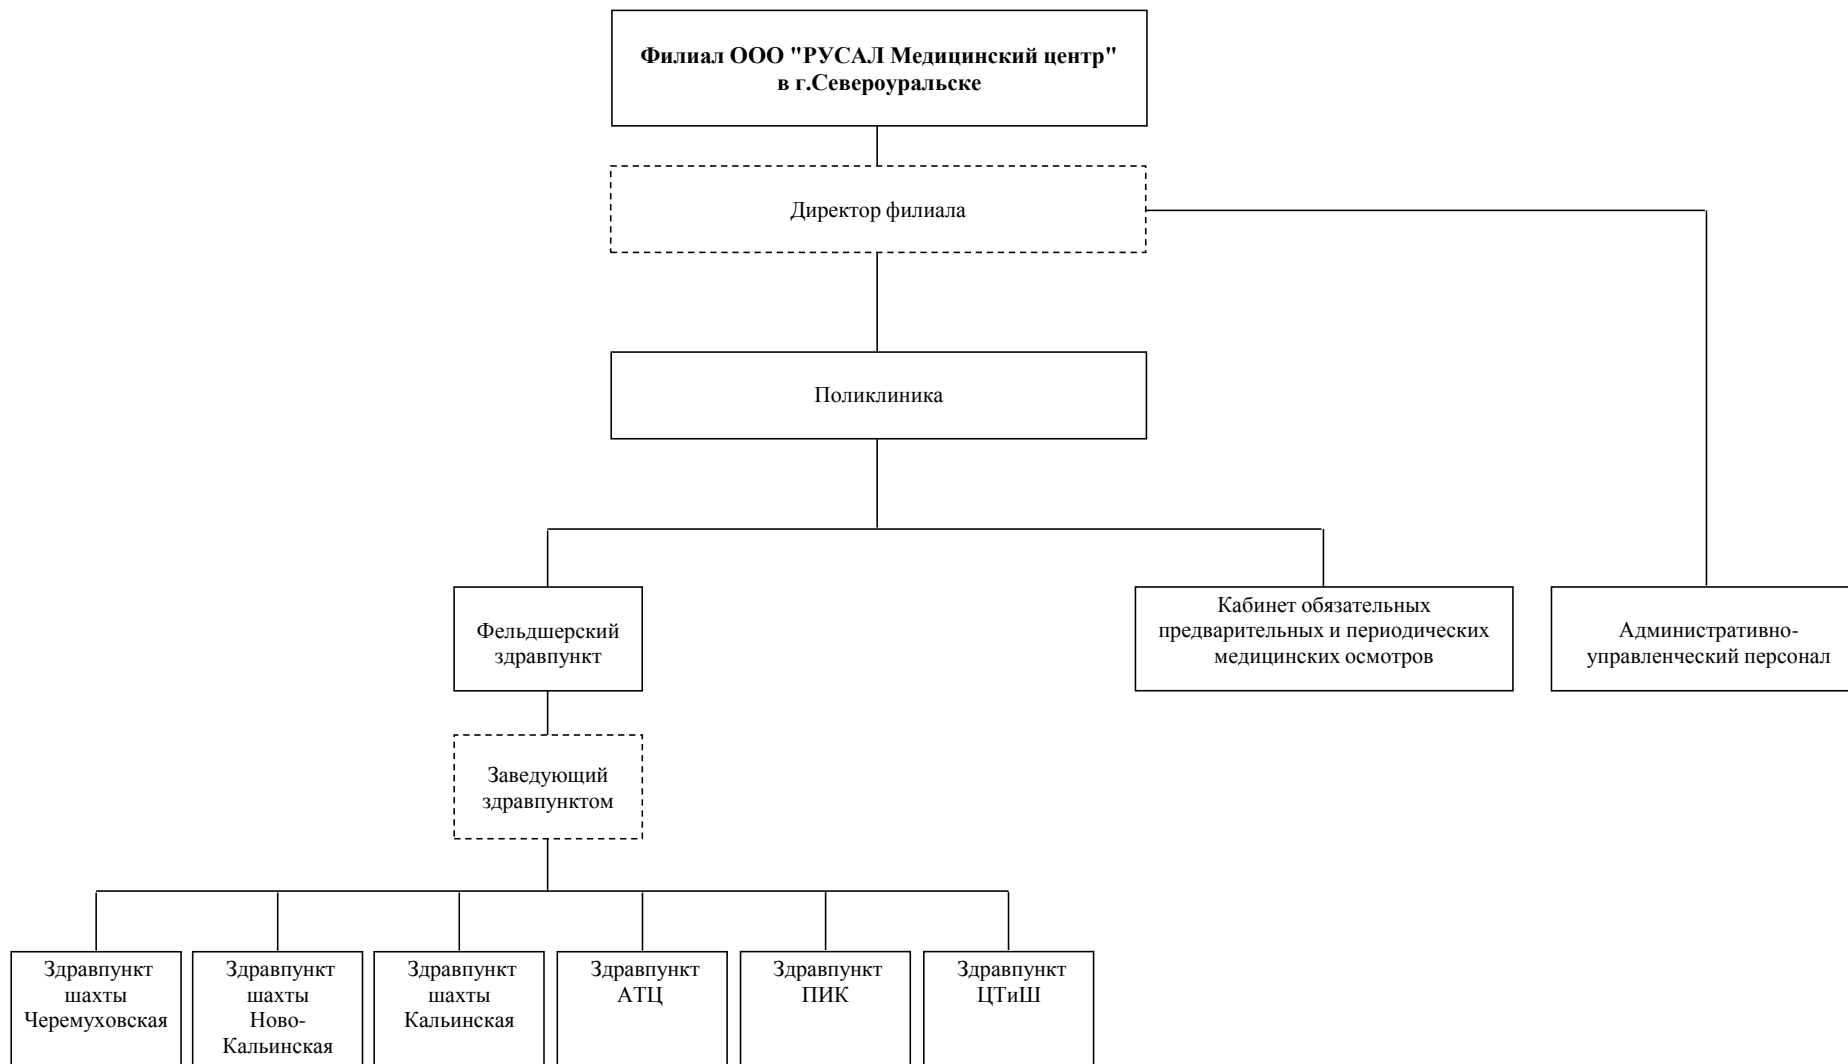 Филиал ООО "РУСАЛ Медицинский центр"
в г.Североуральске
Директор филиала
Поликлиника
Фельдшерский
здравпункт
Кабинет обязательных
предварительных и периодических
медицинских осмотров
Административно-
управленческий персонал
Заведующий
здравпунктом
Здравпункт
шахты
Черемуховская
Здравпункт
шахты
Ново-
Кальинская
Здравпункт
шахты
Кальинская
Здравпункт
АТЦ
Здравпункт
ПИК
Здравпункт
ЦТиШ